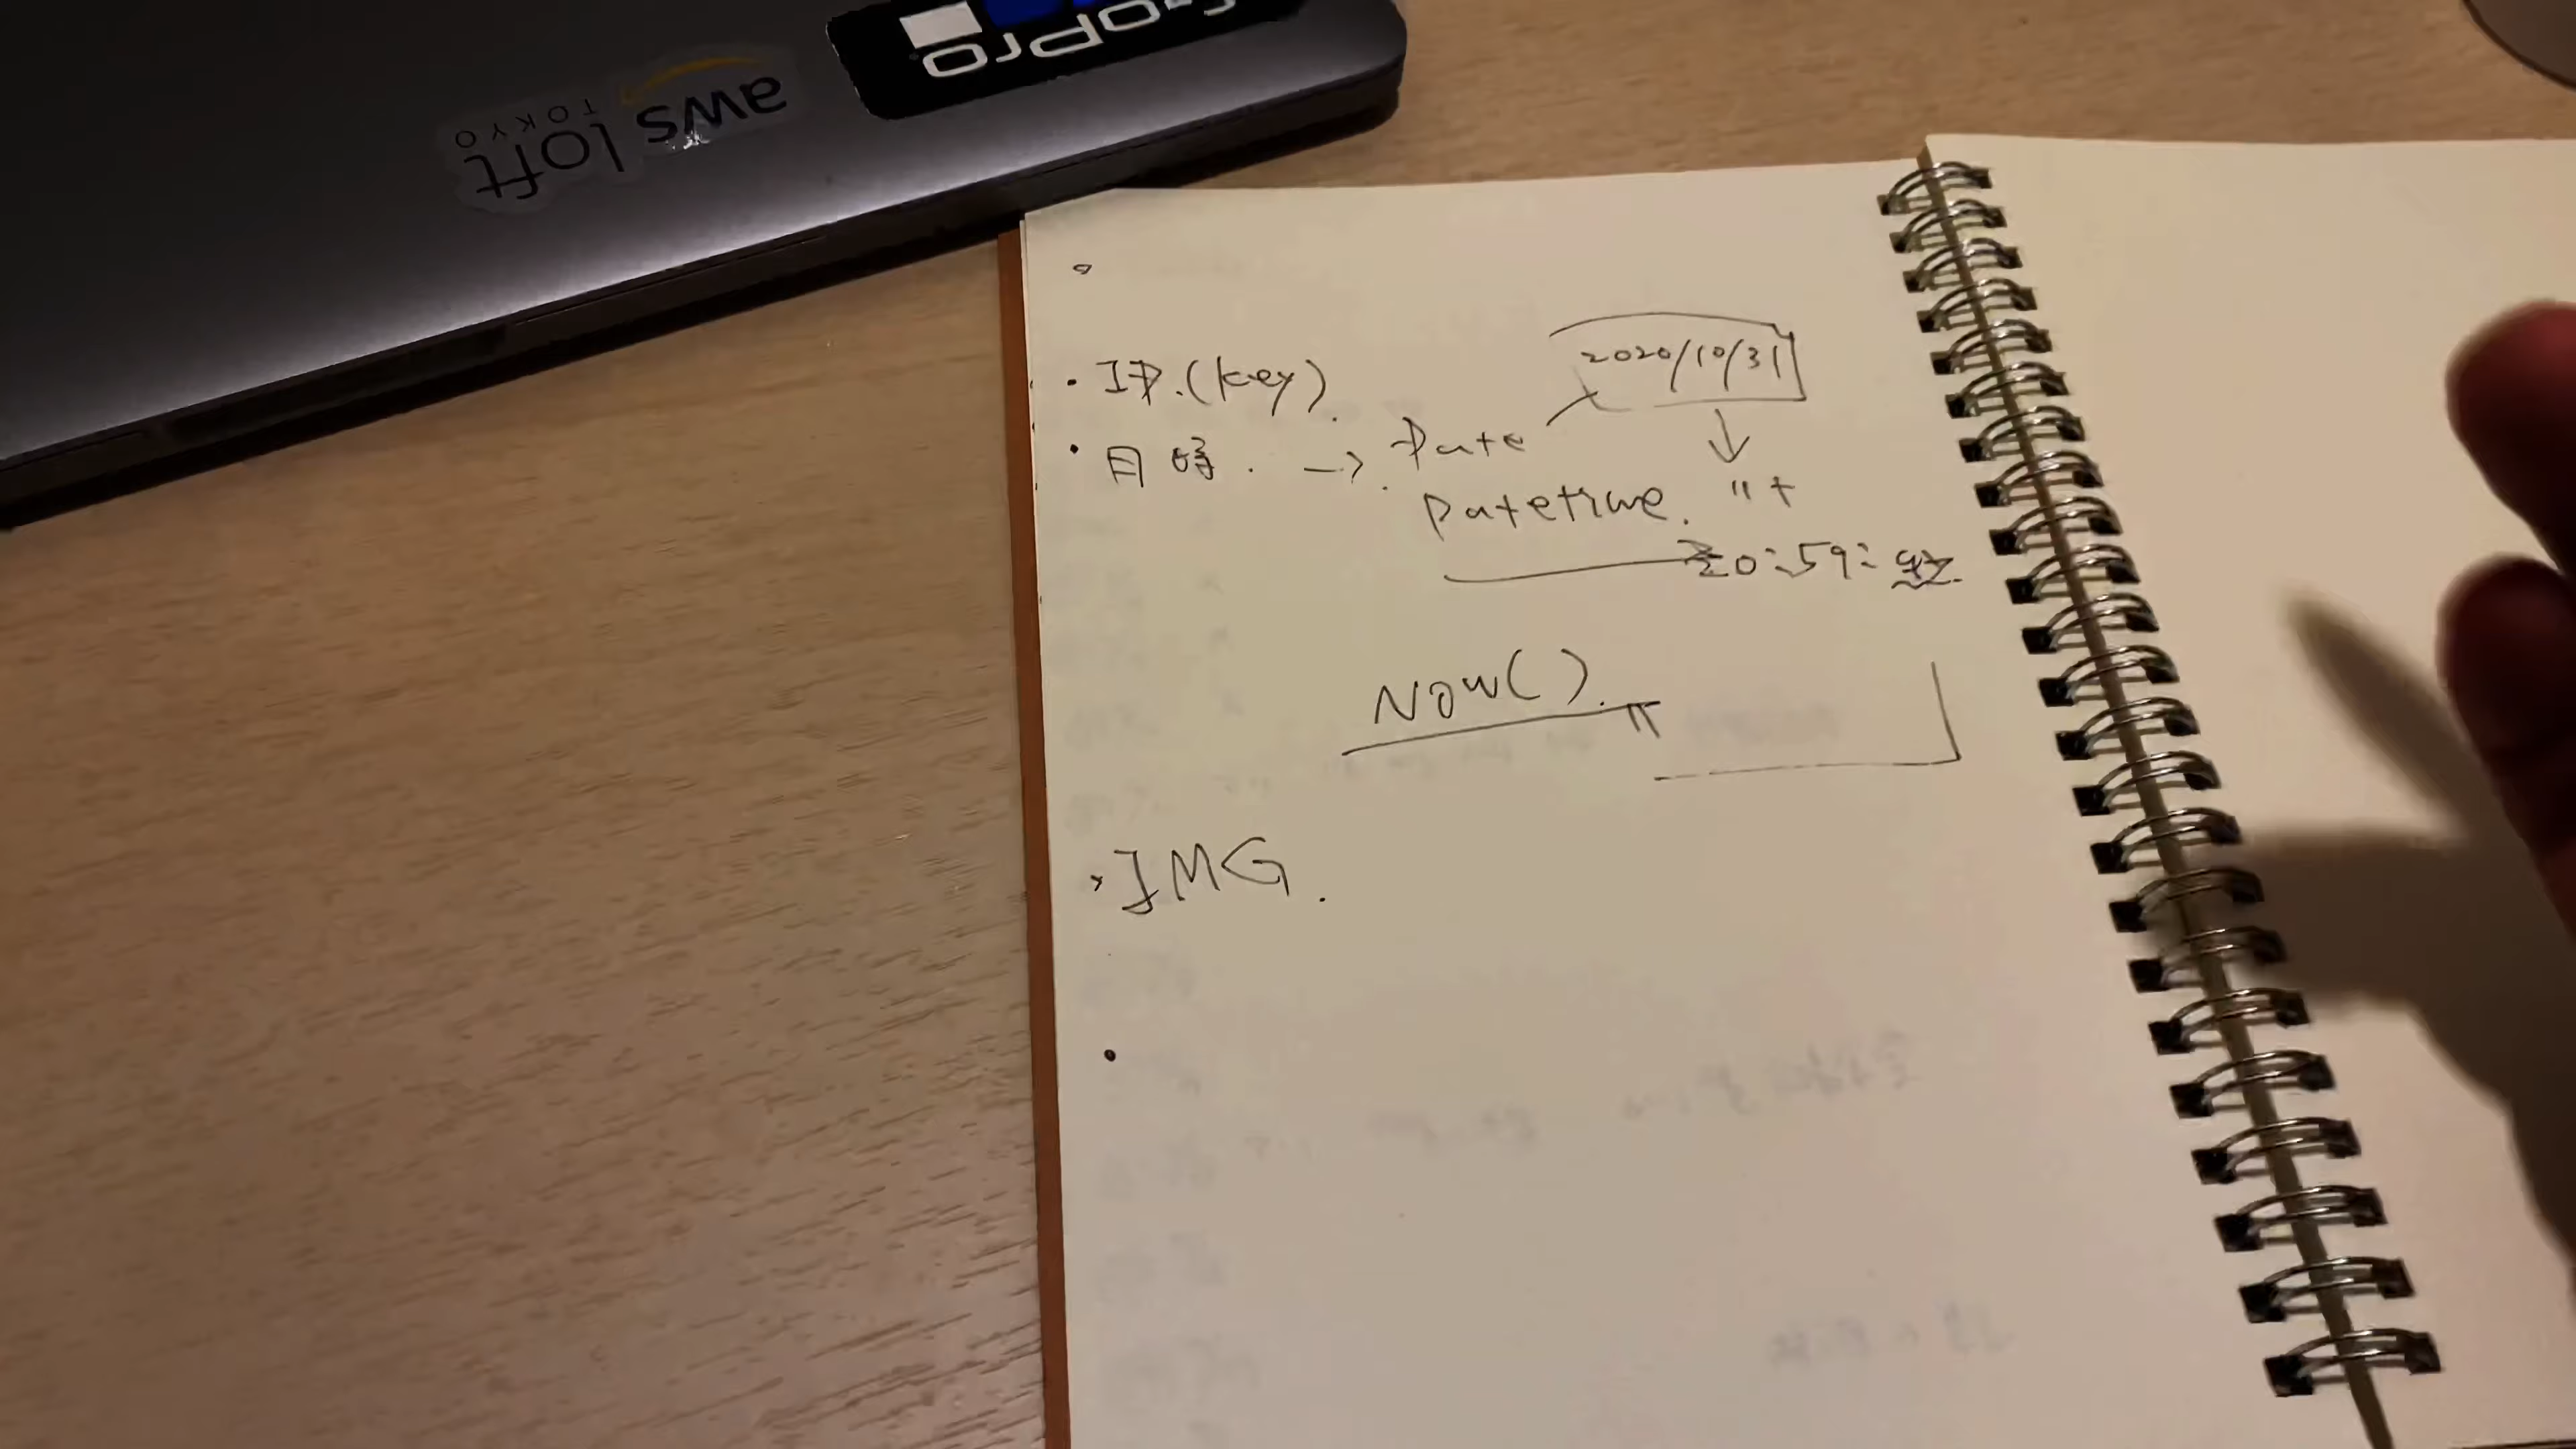 GoPro
aws loft
TOKYO
2020/10/31
・ID.(key).
・日時. → Date
Datetime. "+
20:59:
Now().
・IMG.